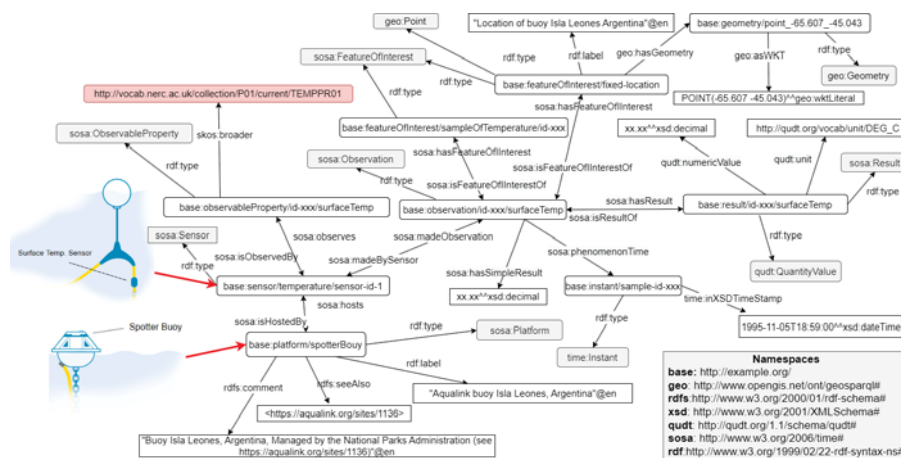 geo:Point
"Location of buoy Isla Leones Argentina"@en
base:geometry/point_-65.607_-45.043
rdf:type
rdf:label
geo:hasGeometry
geo:asWKT
rdf:type
sosa:FeatureOfInterest
rdf:type
base:featureOfInterest/fixed-location
geo:Geometry
http://vocab.nerc.ac.uk/collection/P01/current/TEMPPR01
rdf:type
sosa:hasFeatureOfInterest
POINT(-65.607 -45.043)^^geo:wktLiteral
sosa:ObservableProperty
skos:broader
base:featureOfInterest/sampleOfTemperature/id-xxx
xx.xx^^xsd:decimal
http://qudt.org/vocab/unit/DEG_C
sosa:hasFeatureOfInterest
sosa:Observation
qudt:numericValue
qudt:unit
sosa:Result
rdf:type
rdf:type
sosa:isFeatureOfInterestOf
sosa:isFeatureOfInterestOf
rdf:type
base:observableProperty/id-xxx/surfaceTemp
base:observation/id-xxx/surfaceTemp
sosa:hasResult
sosa:isResultOf
base:result/id-xxx/surfaceTemp
sosa:Sensor
sosa:observes
sosa:madeObservation
sosa:phenomenonTime
rdf:type
Surface Temp. Sensor
rdf:type
sosa:isObservedBy
sosa:madeBySensor
sosa:hasSimpleResult
qudt:QuantityValue
base:sensor/temperature/sensor-id-1
xx.xx^^xsd:decimal
base:instant/sample-id-xxx
sosa:hosts
time:inXSDTimeStamp
sosa:isHostedBy
Spotter Buoy
rdf:type
sosa:Platform
rdf:type
1995-11-05T18:59:00^^xsd:dateTime
base:platform/spotterBouy
time:Instant
rdfs:comment
rdfs:seeAlso
rdf:label
"Aqualink buoy Isla Leones, Argentina"@en
<https://aqualink.org/sites/1136>
"Buoy Isla Leones, Argentina, Managed by the National Parks Administration (see
https://aqualink.org/sites/1136)"@en
Namespaces
base: http://example.org/
geo: http://www.opengis.net/ont/geosparql#
rdfs:http://www.w3.org/2000/01/rdf-schema#
xsd: http://www.w3.org/2001/XMLSchema#
qudt: http://qudt.org/1.1/schema/qudt#
sosa: http://www.w3.org/2006/time#
rdf:http://www.w3.org/1999/02/22-rdf-syntax-ns#